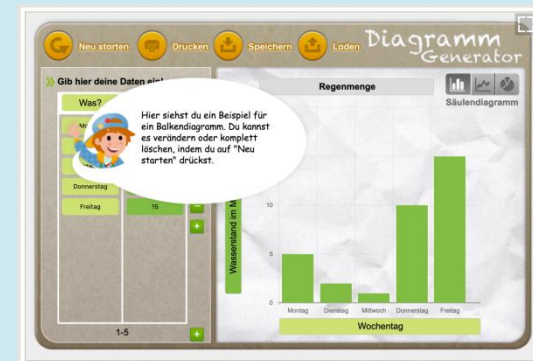 Neu starten
Drucken
Speichern
Laden
Diagramm
Generator
Gib hier deine Daten ein!
Was?
Hier siehst du ein Beispiel für
ein Balkendiagramm. Du kannst
es verändern oder komplett
löschen, indem du auf "Neu
starten" drückst.
Donnerstag
Freitag
15
1-5
Regenmenge
Säulendiagramm
Wasserstand im
10
5
0
Montag
Dienstag
Mittwoch
Donnerstag
Freitag
Wochentag